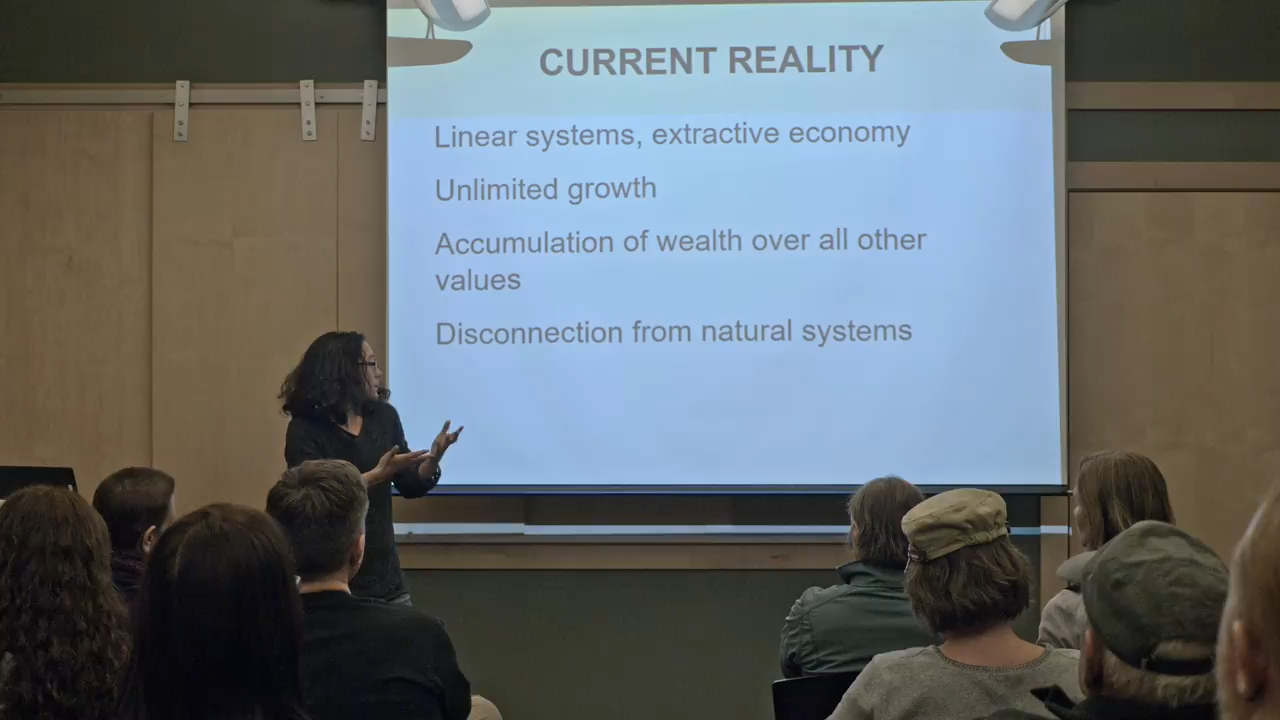 CURRENT REALITY
Linear systems, extractive economy
Unlimited growth
Accumulation of wealth over all other
values
Disconnection from natural systems